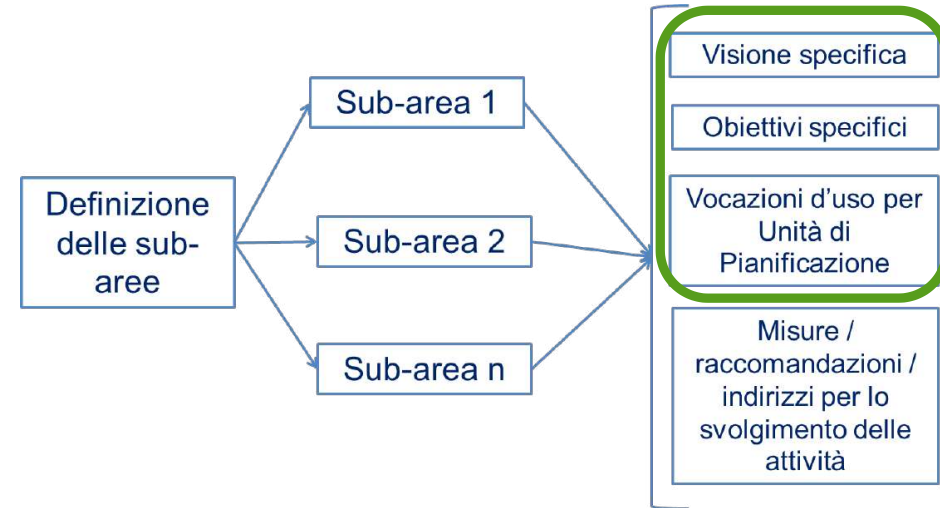 Definizione
delle sub-
aree
Sub-area 1
Sub-area 2
Sub-area n
Visione specifica
Obiettivi specifici
Vocazioni d'uso per
Unità di
Pianificazione
Misure /
raccomandazioni /
indirizzi per lo
svolgimento delle
attività